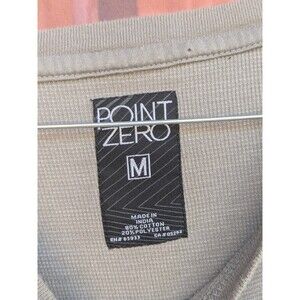 POINT
ZERO
M
MADE IN
INDIA
80% COTTON
20% POLYESTER